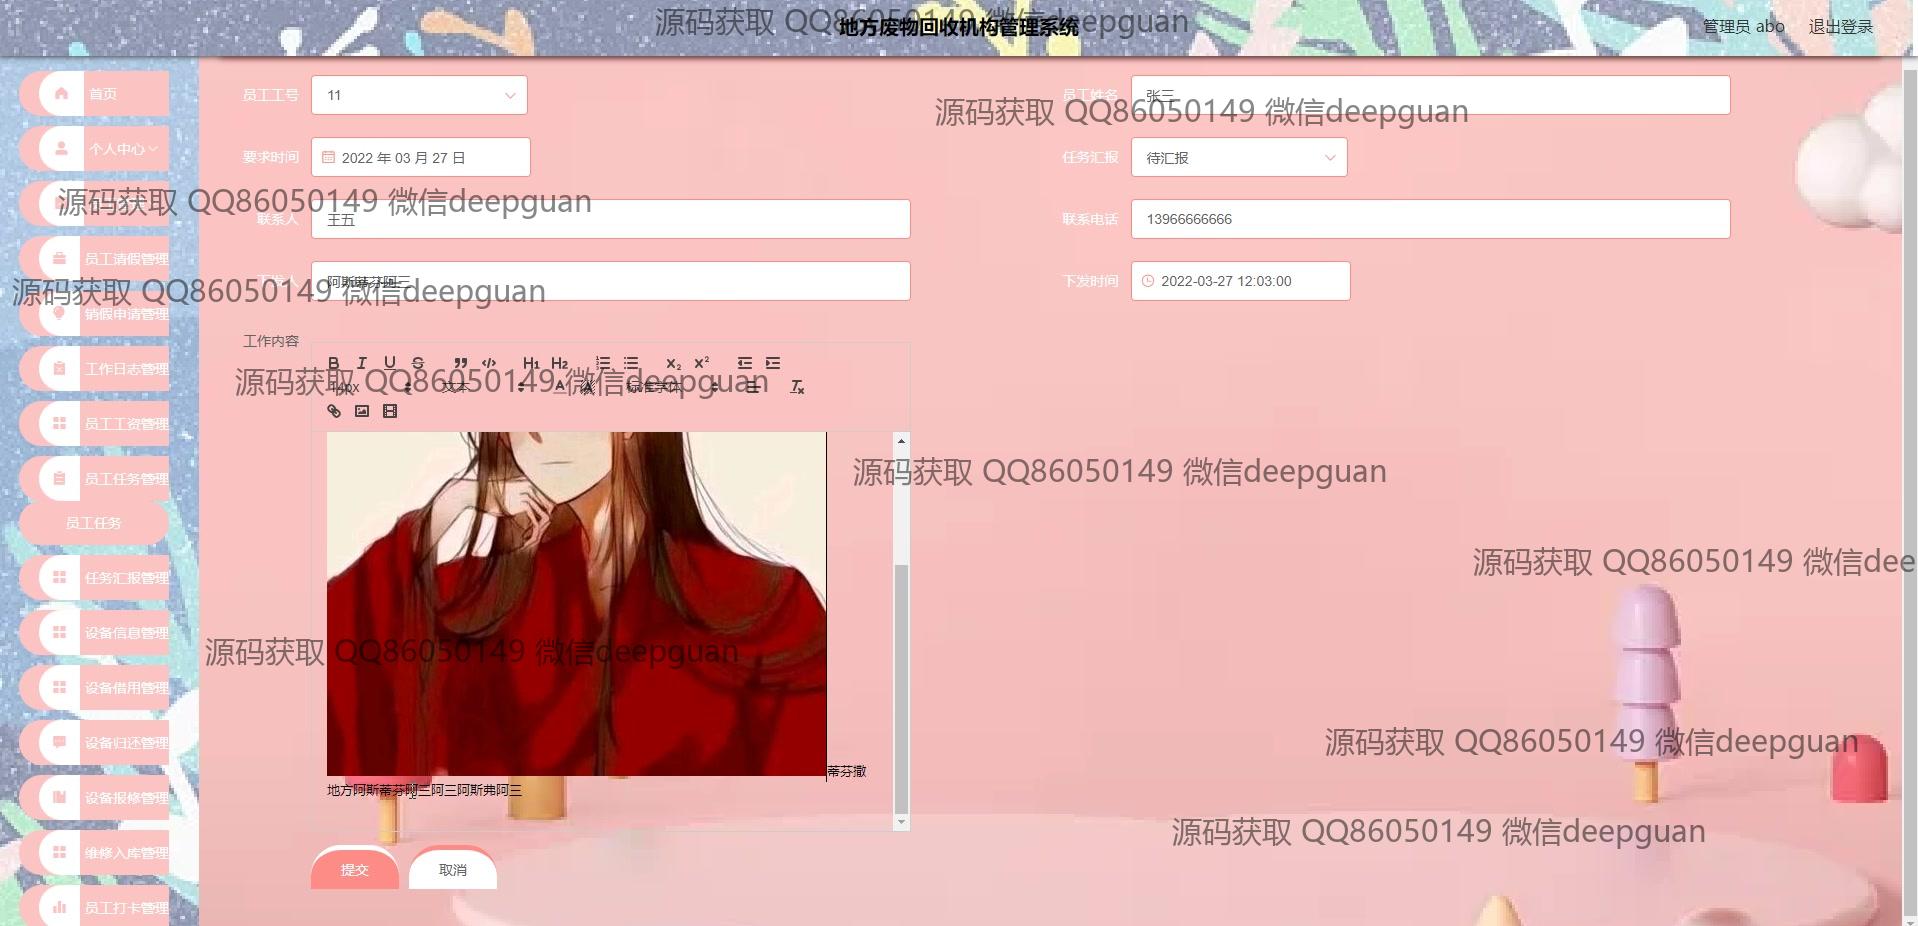 源码获取 QQ86050149 微信deepguan
地方废物回收机构管理系统
管理员 abo
退出登录
首页
个人中心
员工请假管理
销假申请管理
工作日志管理
员工工资管理
员工任务管理
员工任务
任务汇报管理
设备信息管理
设备借用管理
设备归还管理
设备报修管理
维修入库管理
员工打卡管理
员工工号
11
员工姓名
张三
源码获取 QQ86050149 微信deepguan
要求时间
2022 年 03 月 27 日
任务汇报
待汇报
源码获取 QQ86050149 微信deepguan
联系人
王五
联系电话
13966666666
下发人
阿斯蒂芬阿三
下发时间
2022-03-27 12:03:00
源码获取 QQ86050149 微信deepguan
工作内容
B I U S H1 H2 X2 X2
14px 文本 A A 标准字体 Tx
源码获取 QQ86050149 微信deepguan
源码获取 QQ86050149 微信deepguan
源码获取 QQ86050149 微信dee
源码获取 QQ86050149 微信deepguan
源码获取 QQ86050149 微信deepguan
蒂芬撒
地方阿斯蒂芬阿三阿三阿斯弗阿三
源码获取 QQ86050149 微信deepguan
提交
取消